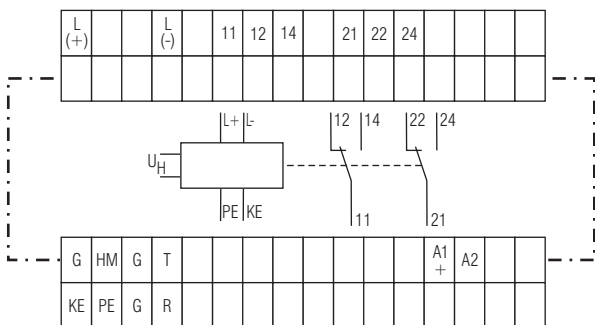 L (+) L (-) 11 12 14 21 22 24
L+ L- 12 14 22 24
UH
PE KE 11 21
G HM G T A1 + A2
KE PE G R